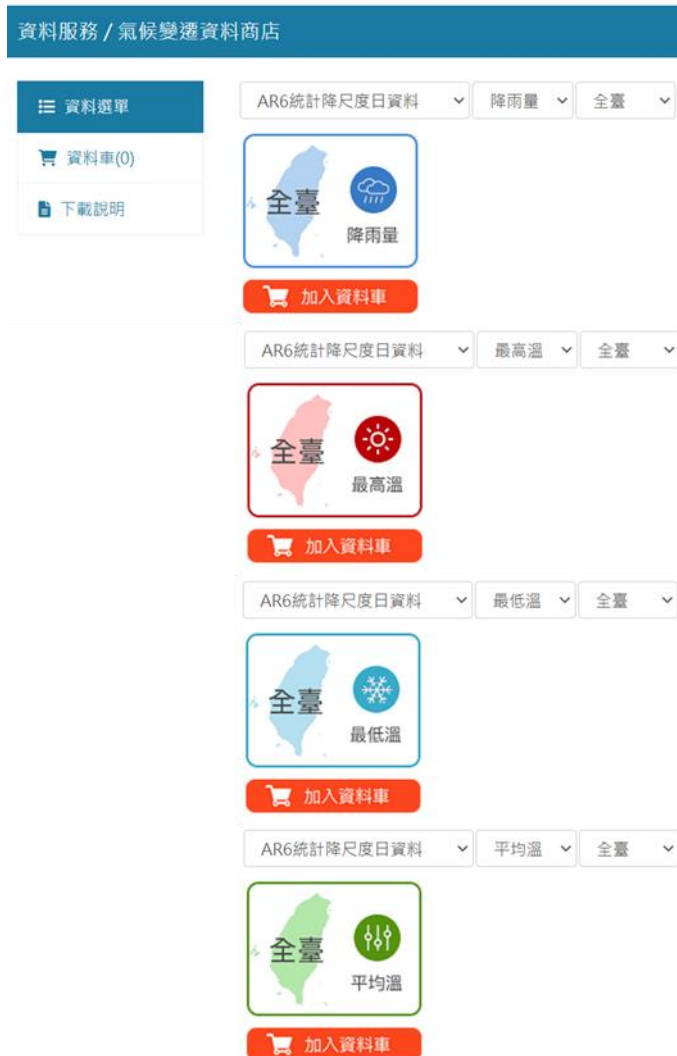 資料服務 / 氣候變遷資料商店
資料選單
資料車(0)
下載說明
AR6統計降尺度日資料 降雨量 全臺
全臺
降雨量
加入資料車
AR6統計降尺度日資料 最高溫 全臺
全臺
最高溫
加入資料車
AR6統計降尺度日資料 最低溫 全臺
全臺
最低溫
加入資料車
AR6統計降尺度日資料 平均溫 全臺
全臺
平均溫
加入資料車